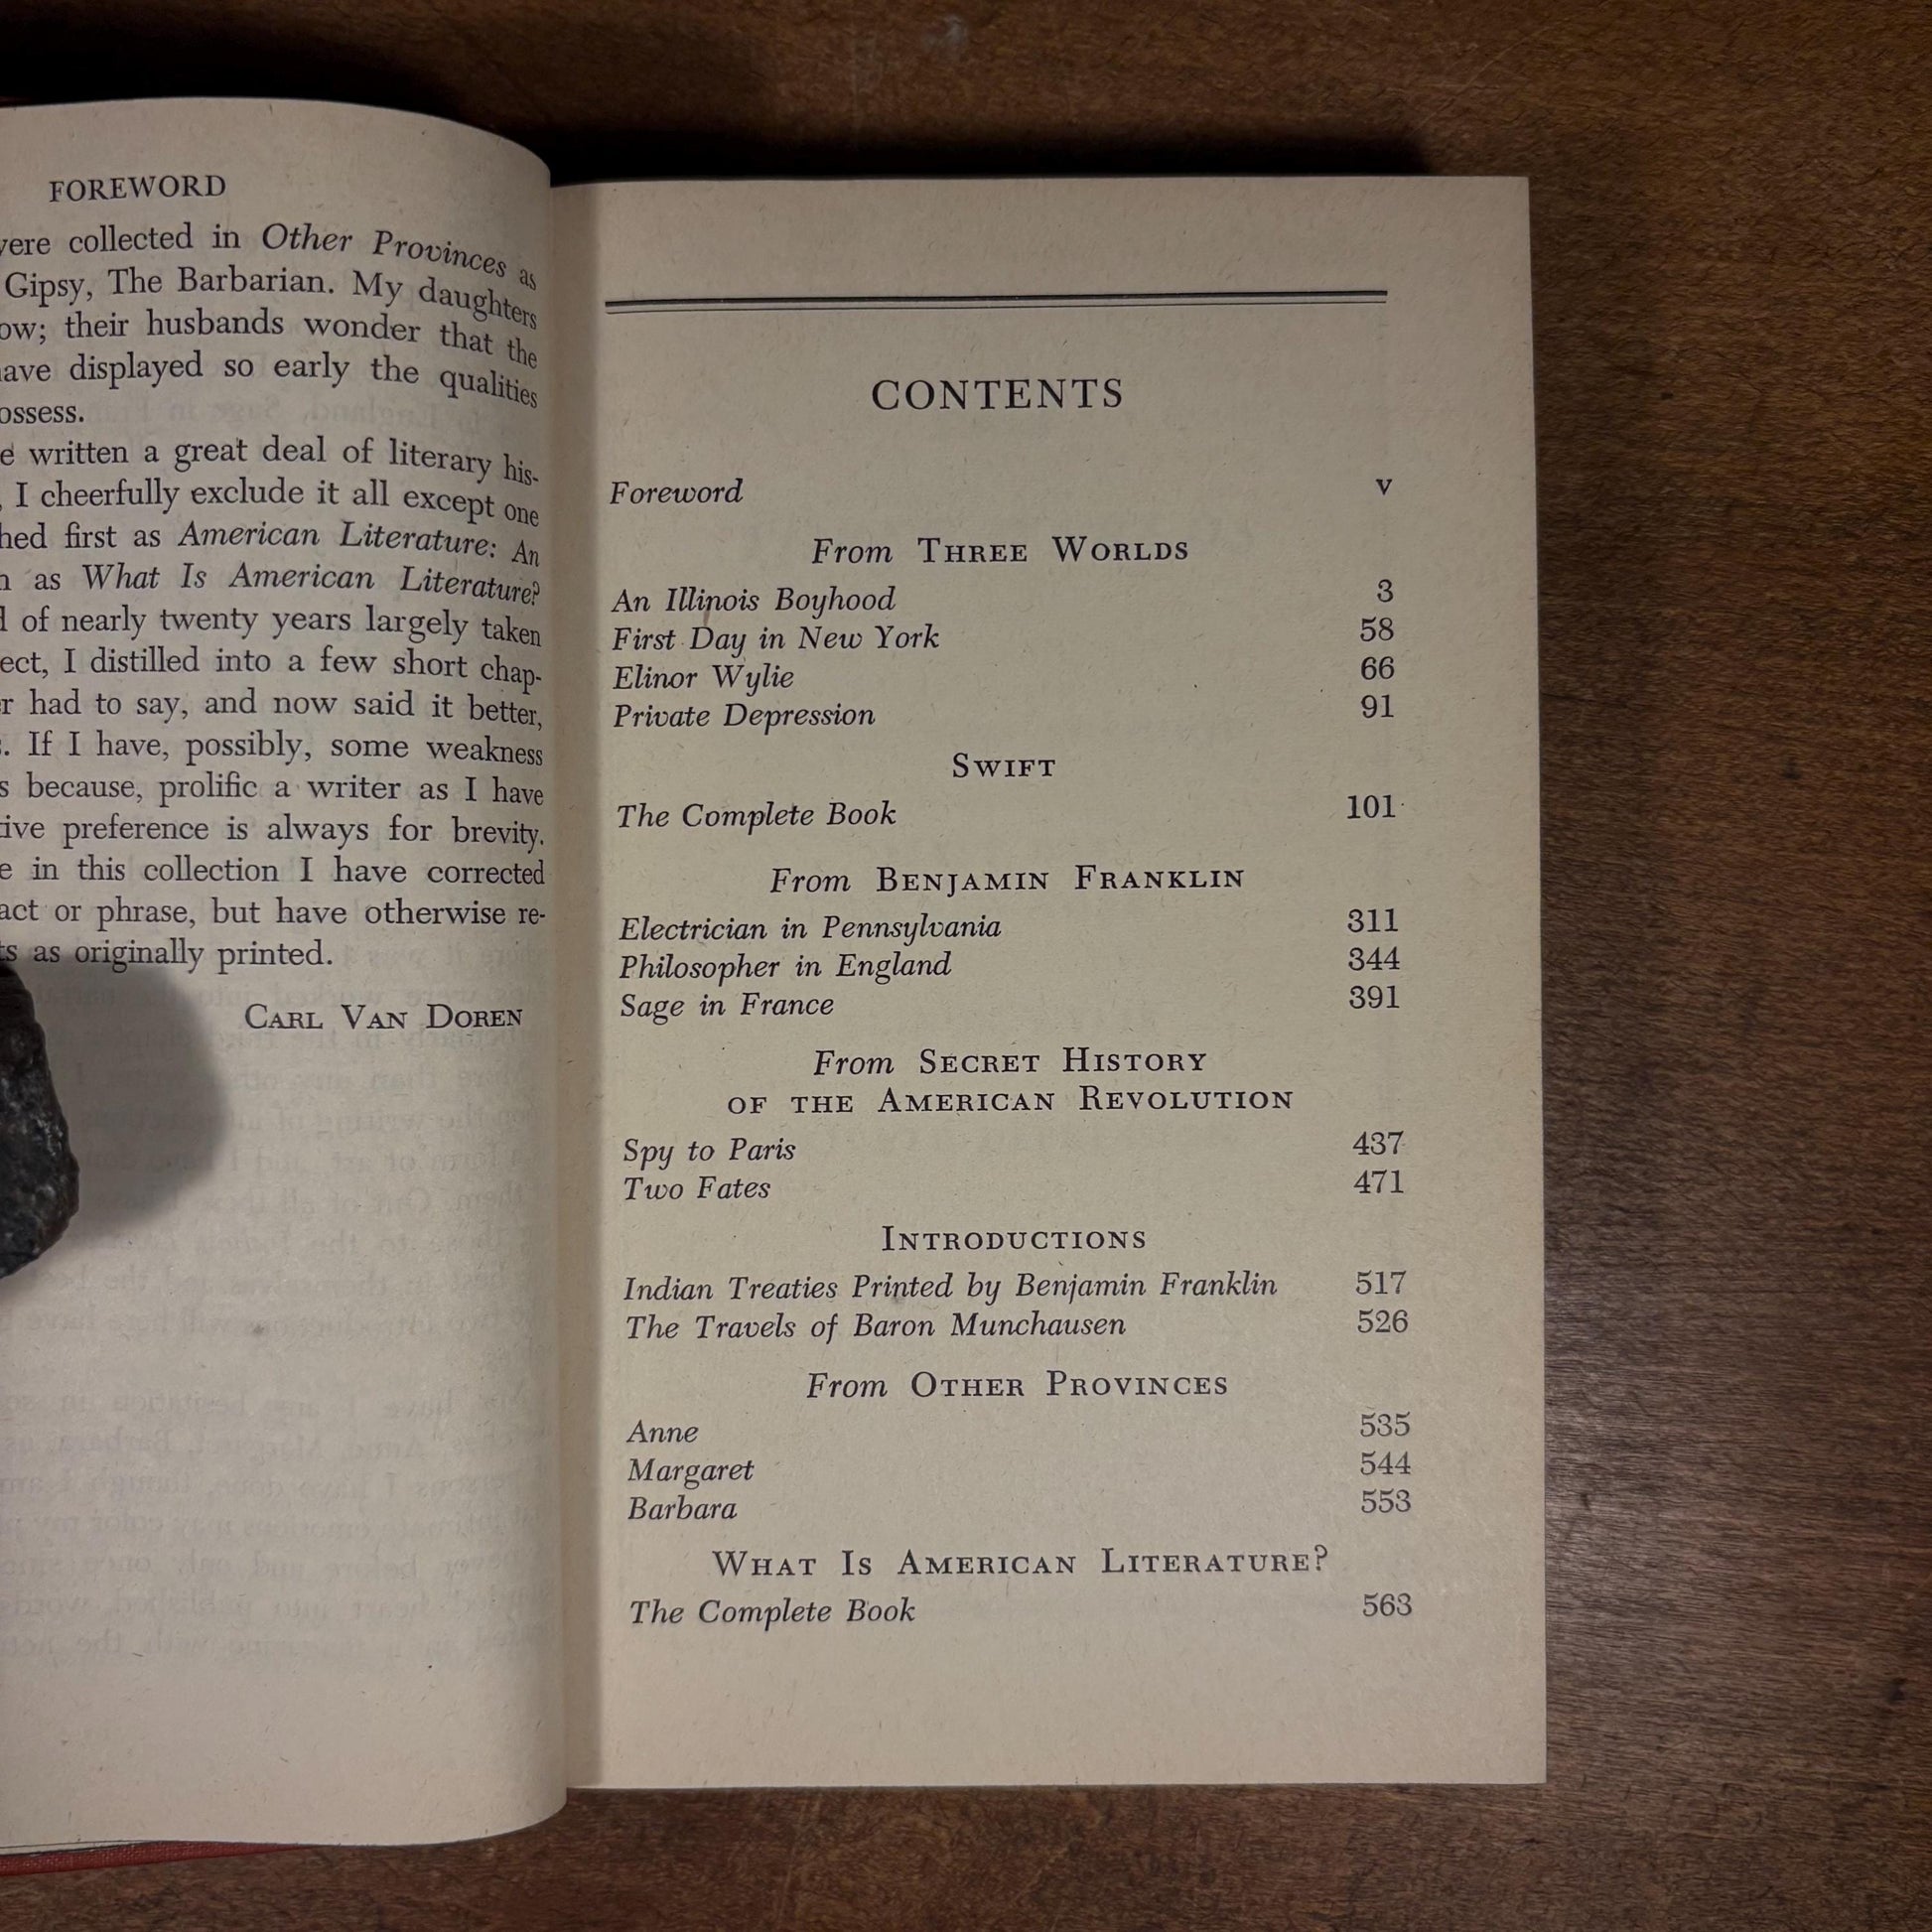 FOREWORD
were collected in Other Provinces as
Gipsy, The Barbarian. My daughters
; their husbands wonder that the
have displayed so early the qualities
possess.
written a great deal of literary his-
, I cheerfully exclude it all except one
first as American Literature: An
as What Is American Literature?
of nearly twenty years largely taken
, I distilled into a few short chap-
had to say, and now said it better,
. If I have, possibly, some weakness
because, prolific a writer as I have
preference is always for brevity.
in this collection I have corrected
or phrase, but have otherwise re-
as originally printed.
CARL VAN DOREN
CONTENTS
Foreword v
From THREE WORLDS
An Illinois Boyhood 3
First Day in New York 58
Elinor Wylie 66
Private Depression 91
SWIFT
The Complete Book 101
From BENJAMIN FRANKLIN
Electrician in Pennsylvania 311
Philosopher in England 344
Sage in France 391
From SECRET HISTORY
OF THE AMERICAN REVOLUTION
Spy to Paris 437
Two Fates 471
INTRODUCTIONS
Indian Treaties Printed by Benjamin Franklin 517
The Travels of Baron Munchausen 526
From OTHER PROVINCES
Anne 535
Margaret 544
Barbara 553
WHAT IS AMERICAN LITERATURE?
The Complete Book 563